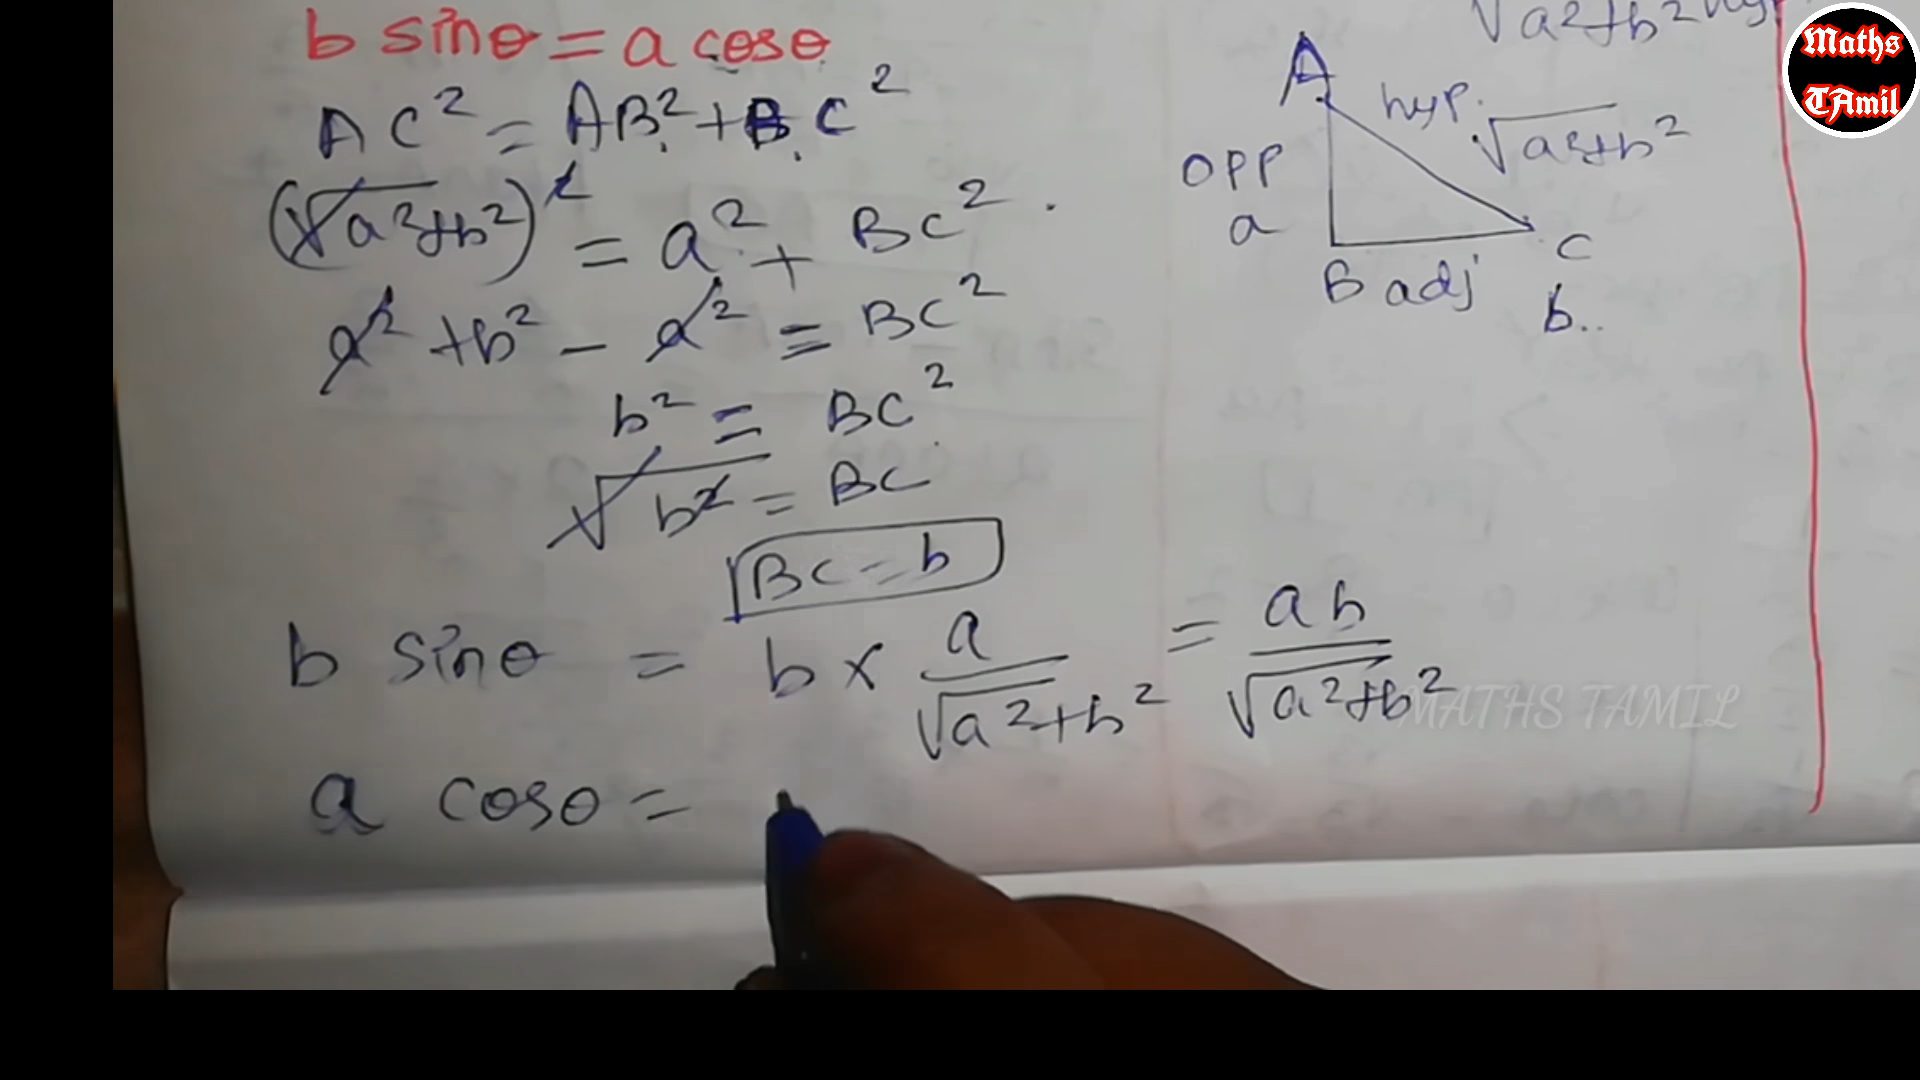 b sinθ = a cosθ
AC² = AB² + BC²
(√a²+b²)² = a² + BC²
a² + b² - a² = BC²
b² = BC²
√b² = BC
BC = b
b sinθ = b × a/√a²+b² = ab/√a²+b²
a cosθ =
√a²+b²
A
hyp. √a²+b²
opp
a
B adj C
b..
Maths
TAmil
MATHS TAMIL